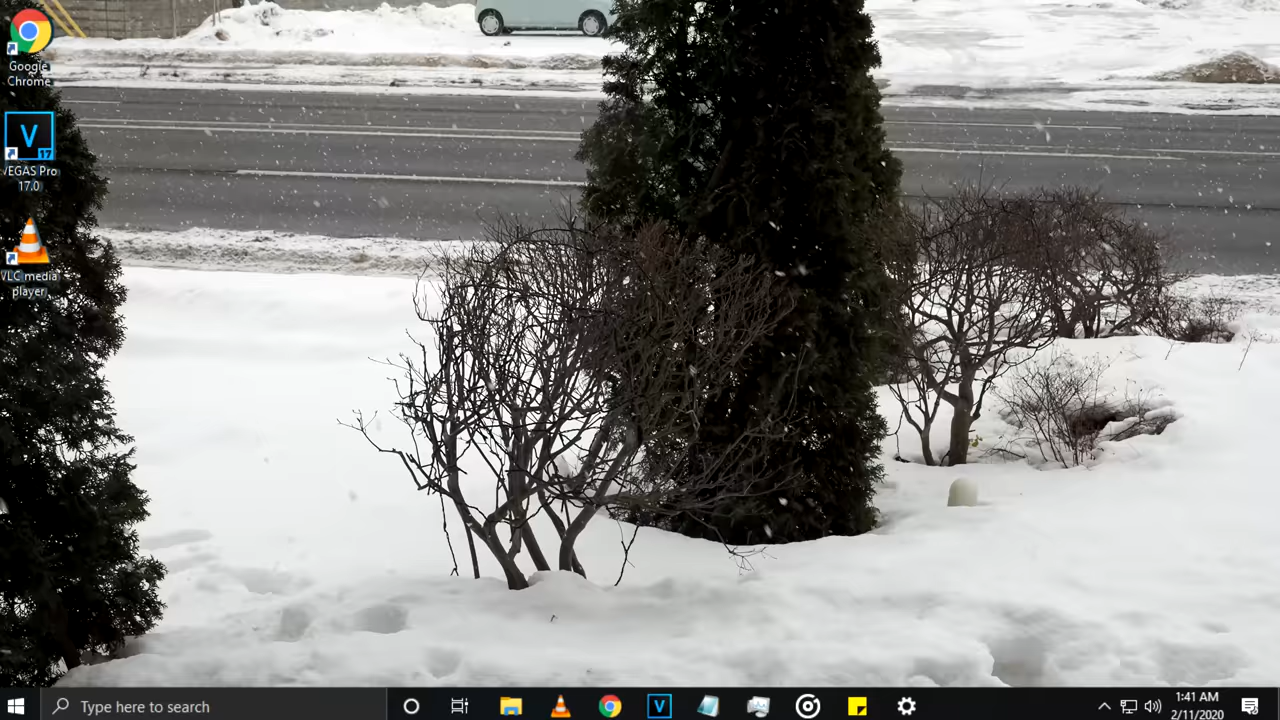 Google
Chrome
V
17
VEGAS Pro
17.0
VLC media
player
Type here to search
V
1:41 AM
2/11/2020